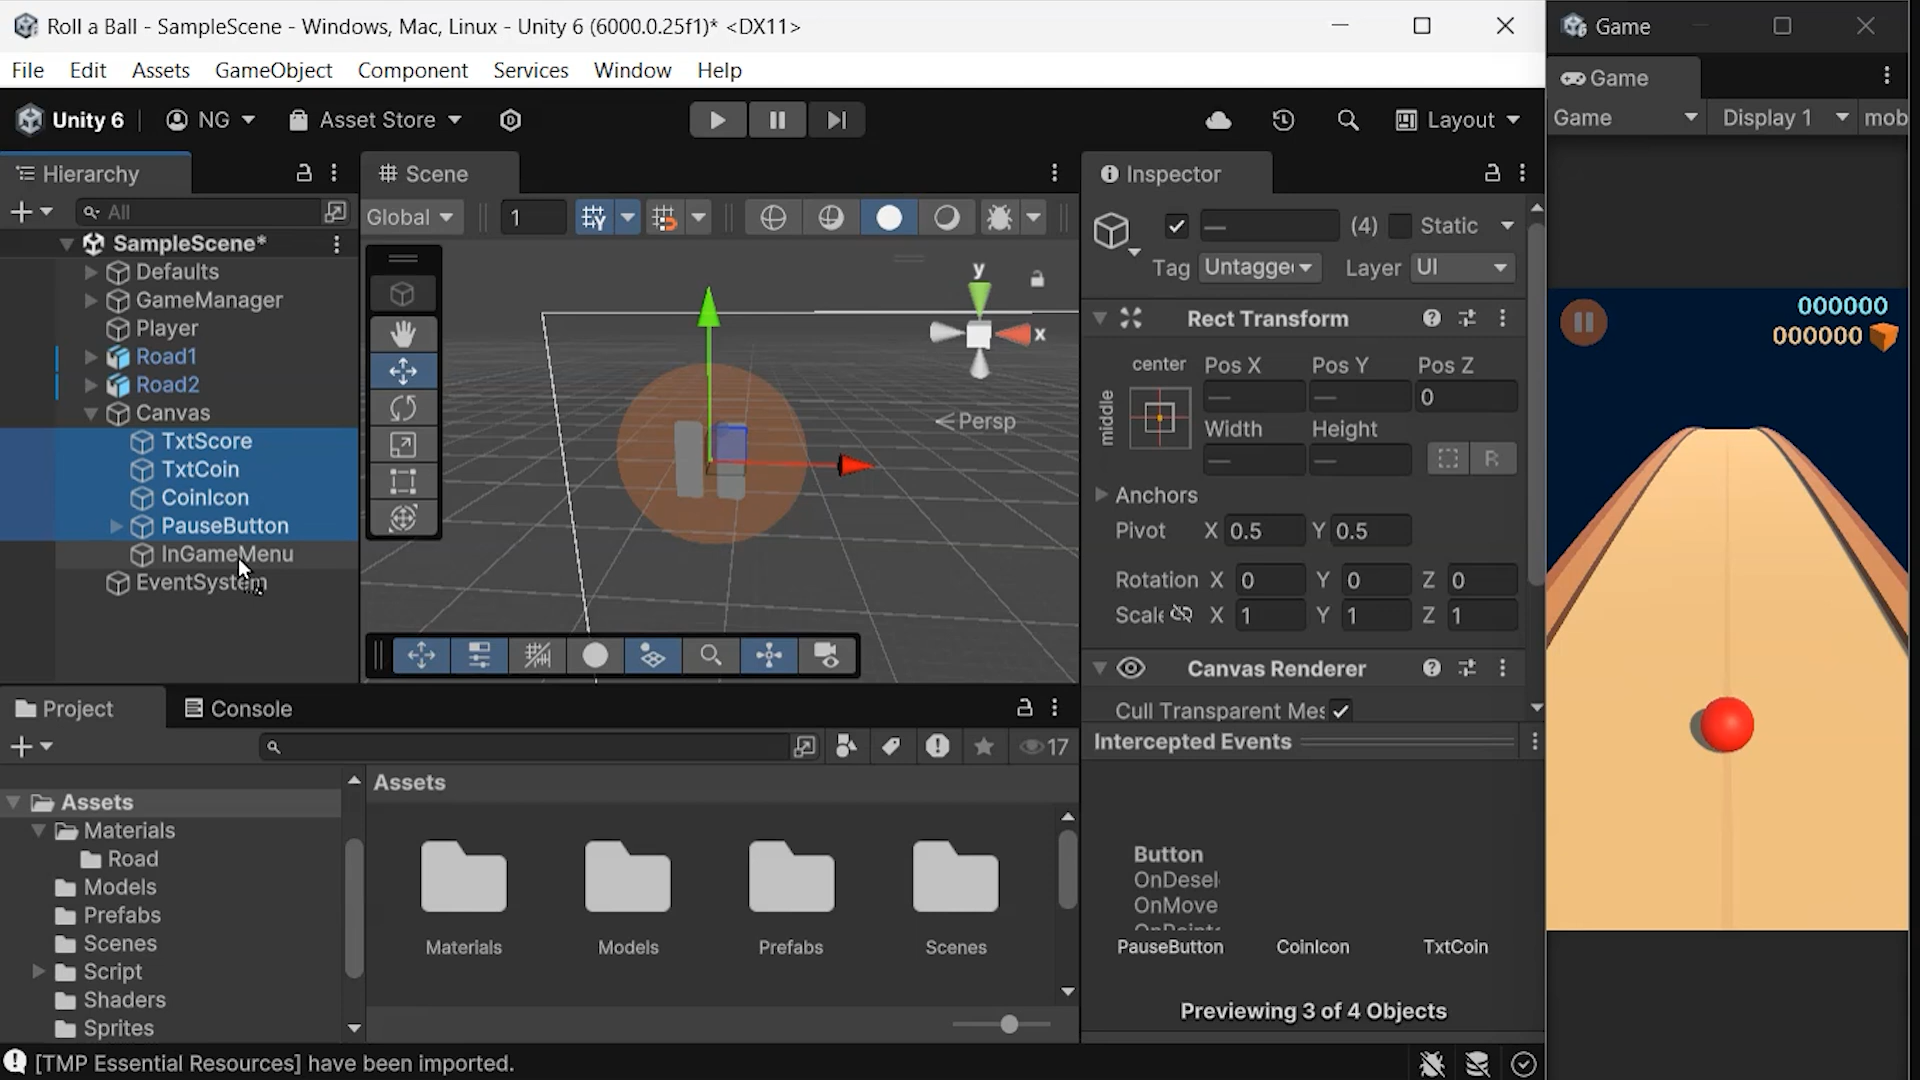 Roll a Ball - SampleScene - Windows, Mac, Linux - Unity 6 (6000.0.25f1)* <DX11>
File Edit Assets GameObject Component Services Window Help
Unity 6 NG Asset Store Layout
Hierarchy
All
SampleScene*
Defaults
GameManager
Player
Road1
Road2
Canvas
TxtScore
TxtCoin
CoinIcon
PauseButton
InGameMenu
EventSystem
Scene
Global 1
y
x
Persp
Inspector
— (4) Static
Tag Untagge Layer UI
Rect Transform
center Pos X Pos Y Pos Z
middle — — 0
Width Height
— — R
Anchors
Pivot X 0.5 Y 0.5
Rotation X 0 Y 0 Z 0
Scale X 1 Y 1 Z 1
Canvas Renderer
Cull Transparent Mes
Intercepted Events
Button
OnDesel
OnMove
PauseButton CoinIcon TxtCoin
Previewing 3 of 4 Objects
Project Console
17
Assets
Materials
Road
Models
Prefabs
Scenes
Script
Shaders
Sprites
Assets
Materials Models Prefabs Scenes
[TMP Essential Resources] have been imported.
Game
Game
Game Display 1 mob
000000
000000